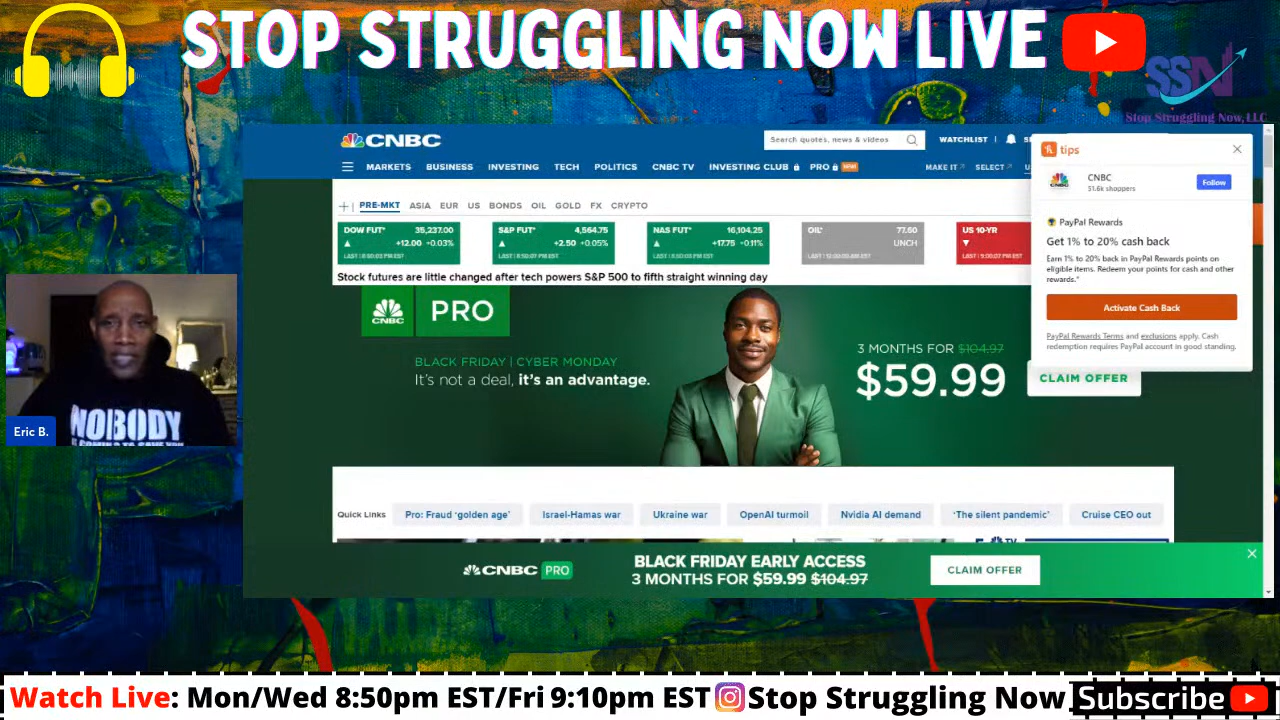 STOP STRUGGLING NOW LIVE
SSN
Stop Struggling Now, LLC
CNBC
Search quotes, news & videos
WATCHLIST
MARKETS BUSINESS INVESTING TECH POLITICS CNBC TV INVESTING CLUB PRO NEW MAKE IT SELECT
PRE-MKT ASIA EUR US BONDS OIL GOLD FX CRYPTO
DOW FUT* 35,237.00
+12.00 +0.03%
S&P FUT* 4,564.75
+2.50 +0.05%
NAS FUT* 16,104.25
+17.75 +0.11%
OIL* 77.60
UNCH
US 10-YR
Stock futures are little changed after tech powers S&P 500 to fifth straight winning day
tips
CNBC
51.6k shoppers
Follow
PayPal Rewards
Get 1% to 20% cash back
Earn 1% to 20% back in PayPal Rewards points on
eligible items. Redeem your points for cash and other
rewards.*
Activate Cash Back
PayPal Rewards Terms and exclusions apply. Cash
redemption requires PayPal account in good standing.
CNBC PRO
BLACK FRIDAY | CYBER MONDAY
It's not a deal, it's an advantage.
3 MONTHS FOR $104.97
$59.99
CLAIM OFFER
NOBODY
IS COMING TO SAVE YOU
Eric B.
Quick Links Pro: Fraud 'golden age' Israel-Hamas war Ukraine war OpenAI turmoil Nvidia AI demand 'The silent pandemic' Cruise CEO out
CNBC PRO
BLACK FRIDAY EARLY ACCESS
3 MONTHS FOR $59.99 $104.97
CLAIM OFFER
Watch Live: Mon/Wed 8:50pm EST/Fri 9:10pm EST Stop Struggling Now Subscribe